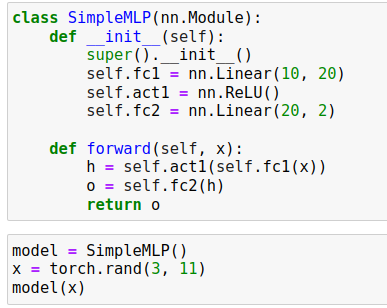 class SimpleMLP(nn.Module):
    def __init__(self):
        super().__init__()
        self.fc1 = nn.Linear(10, 20)
        self.act1 = nn.ReLU()
        self.fc2 = nn.Linear(20, 2)

    def forward(self, x):
        h = self.act1(self.fc1(x))
        o = self.fc2(h)
        return o

model = SimpleMLP()
x = torch.rand(3, 11)
model(x)